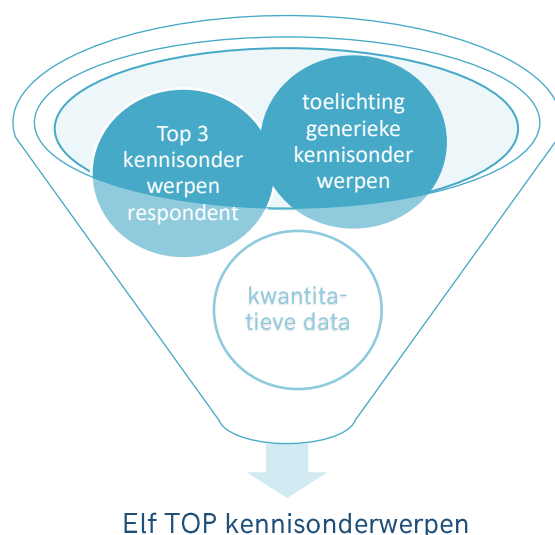 Top 3
kennisonder
werpen
respondent
toelichting
generieke
kennisonder
werpen
kwantita-
tieve data
Elf TOP kennisonderwerpen